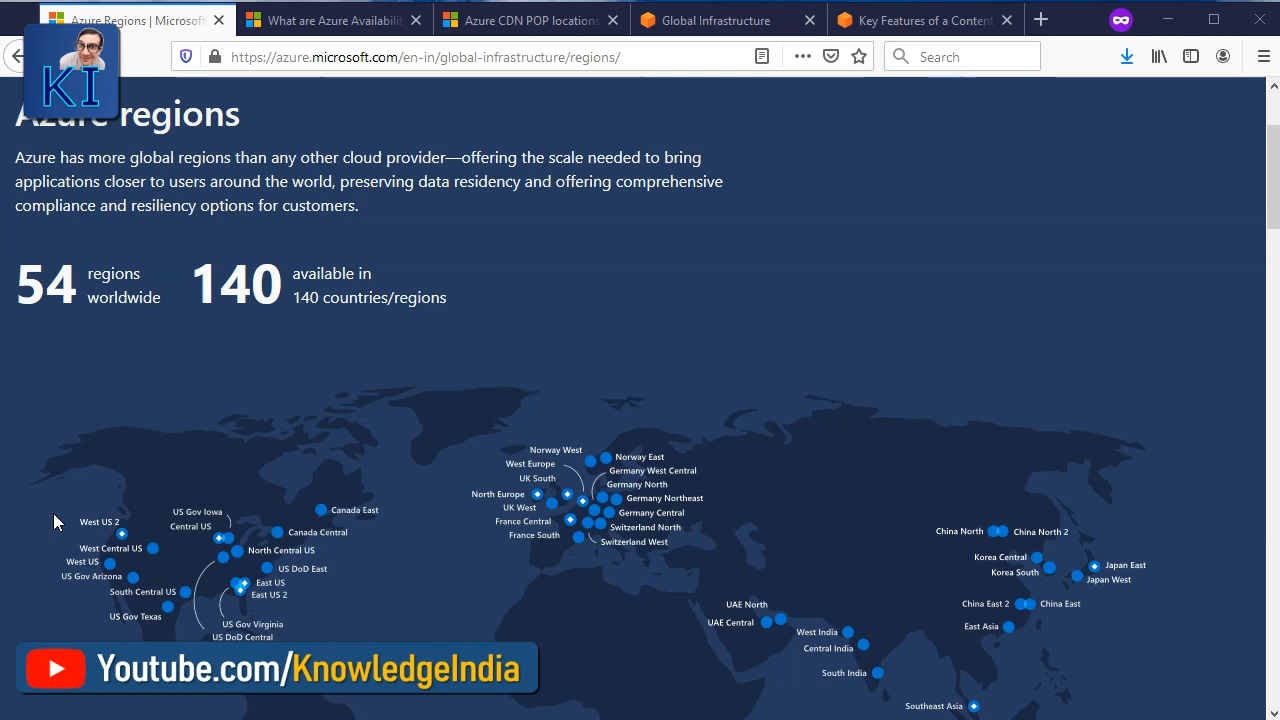 Azure Regions | Microsoft
What are Azure Availabilit
Azure CDN POP locations
Global Infrastructure
Key Features of a Content
https://azure.microsoft.com/en-in/global-infrastructure/regions/
Search
KI
Azure regions
Azure has more global regions than any other cloud provider—offering the scale needed to bring
applications closer to users around the world, preserving data residency and offering comprehensive
compliance and resiliency options for customers.
54 regions worldwide
140 available in 140 countries/regions
Norway West
Norway East
West Europe
Germany West Central
UK South
Germany North
North Europe
Germany Northeast
UK West
Germany Central
France Central
Switzerland North
France South
Switzerland West
US Gov Iowa
Canada East
West US 2
Central US
Canada Central
West Central US
North Central US
West US
US DoD East
US Gov Arizona
East US
South Central US
East US 2
US Gov Texas
US Gov Virginia
US DoD Central
China North
China North 2
Korea Central
Japan East
Korea South
Japan West
China East 2
China East
East Asia
UAE North
UAE Central
West India
Central India
South India
Southeast Asia
Youtube.com/KnowledgeIndia